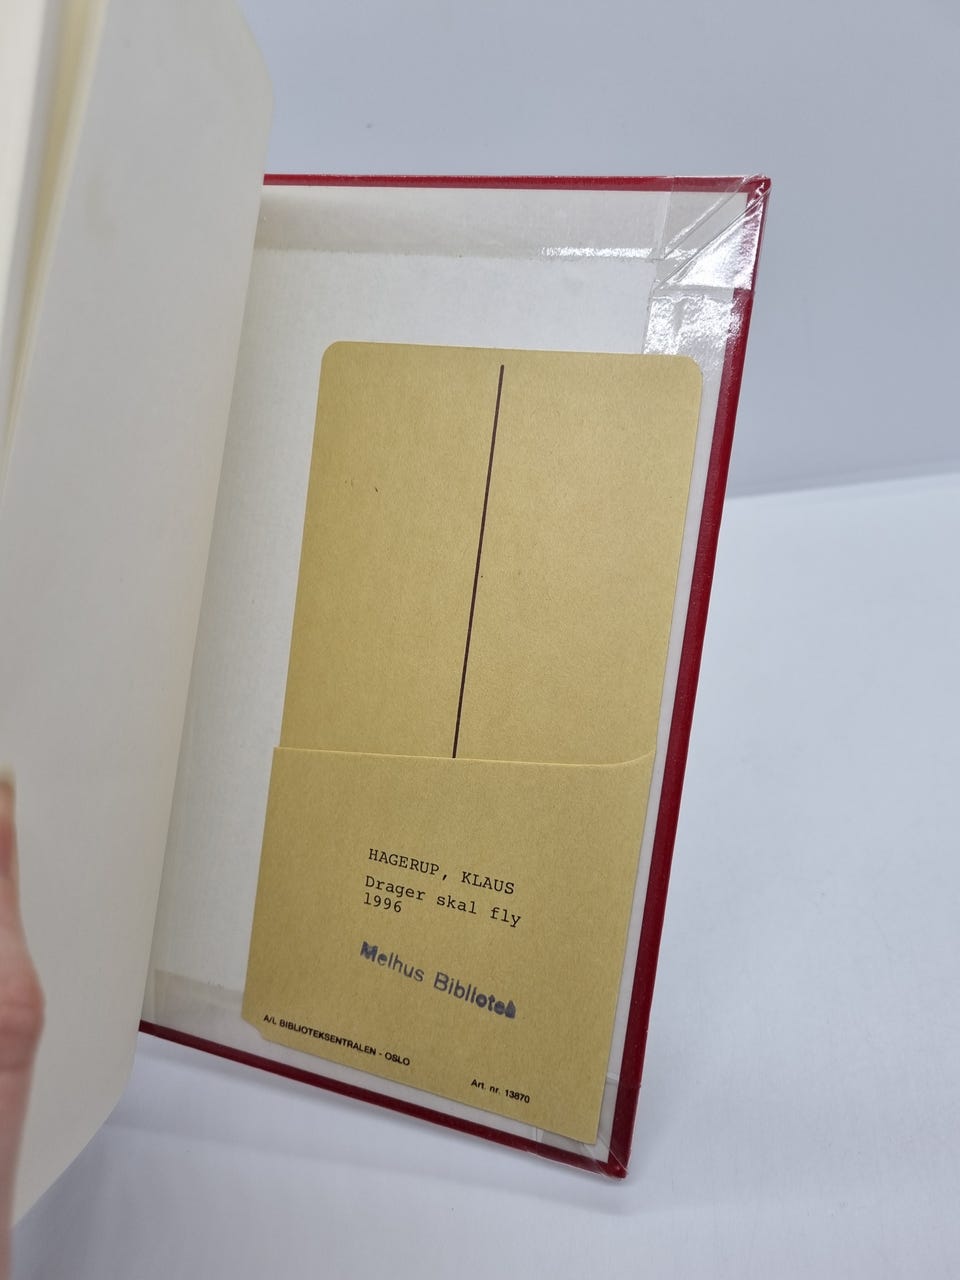 HAGERUP, KLAUS
Drager skal fly
1996
Melhus Bibliotek
A/L BIBLIOTEKSENTRALEN - OSLO
Art. nr. 13870